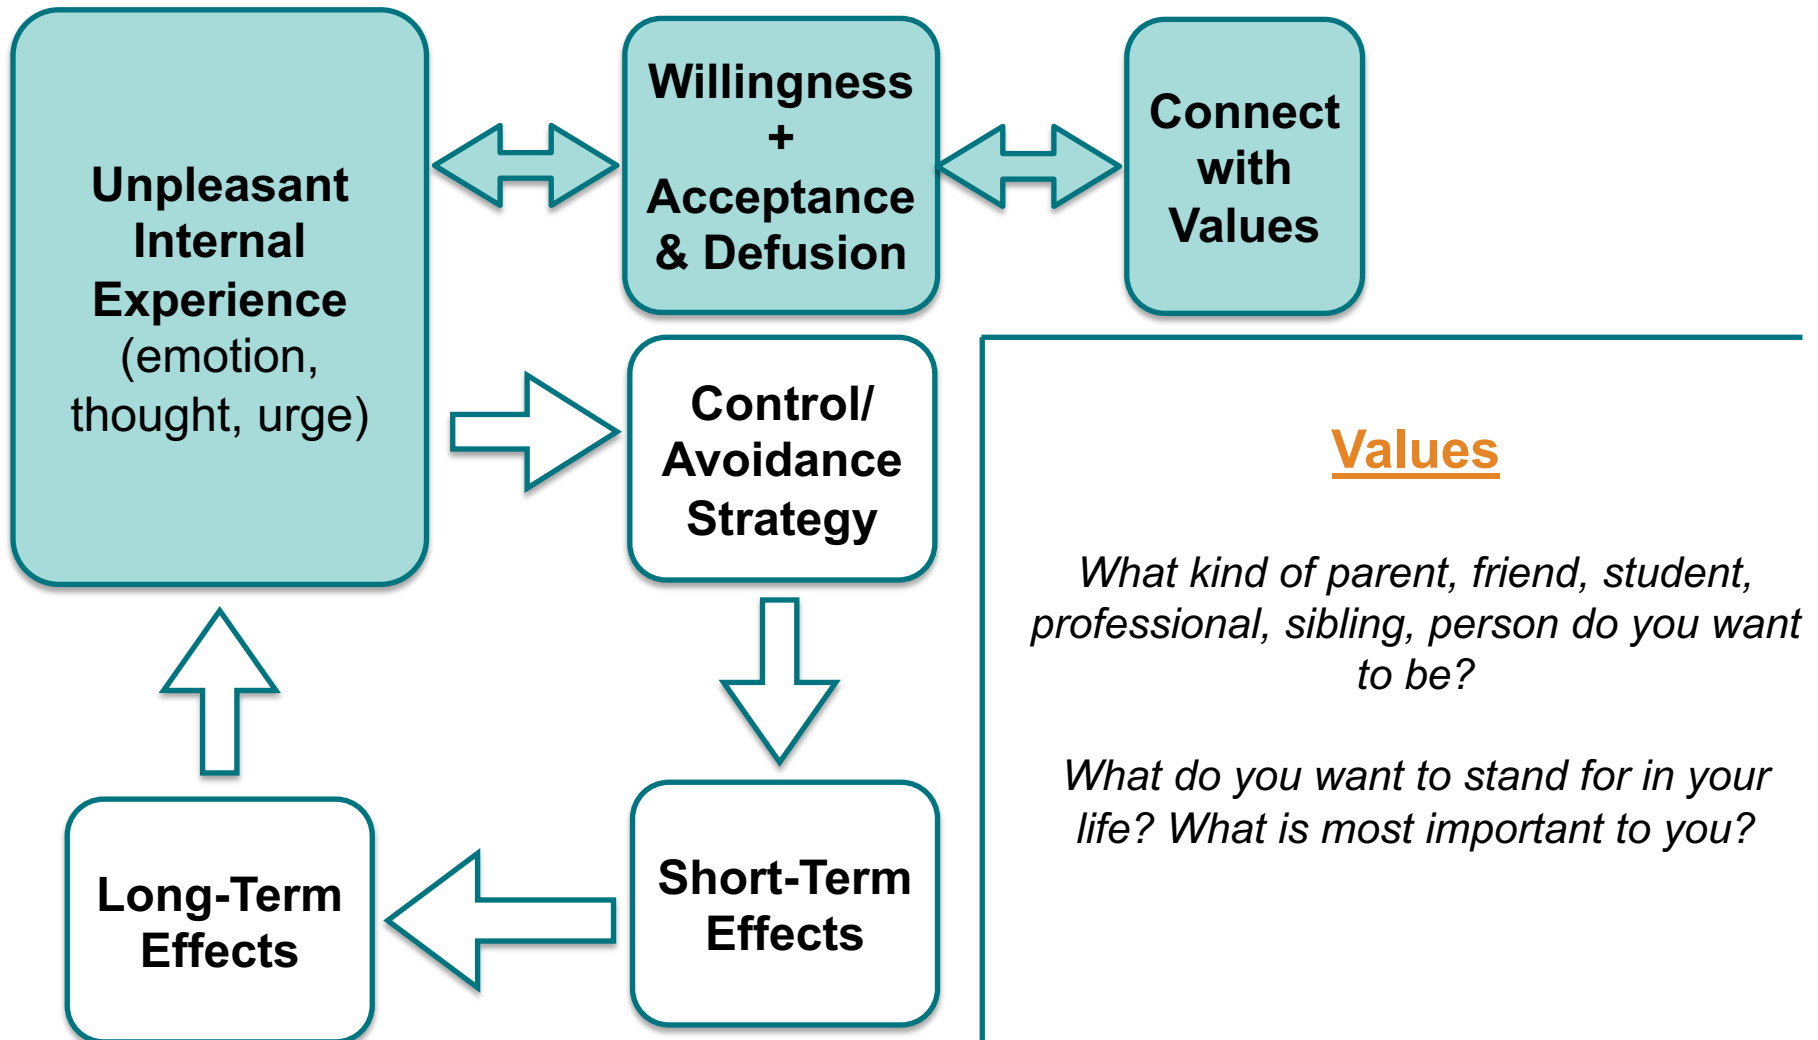 Unpleasant
Internal
Experience
(emotion,
thought, urge)
Willingness
+
Acceptance
& Defusion
Connect
with
Values
Control/
Avoidance
Strategy
Short-Term
Effects
Long-Term
Effects
Values
What kind of parent, friend, student,
professional, sibling, person do you want
to be?
What do you want to stand for in your
life? What is most important to you?